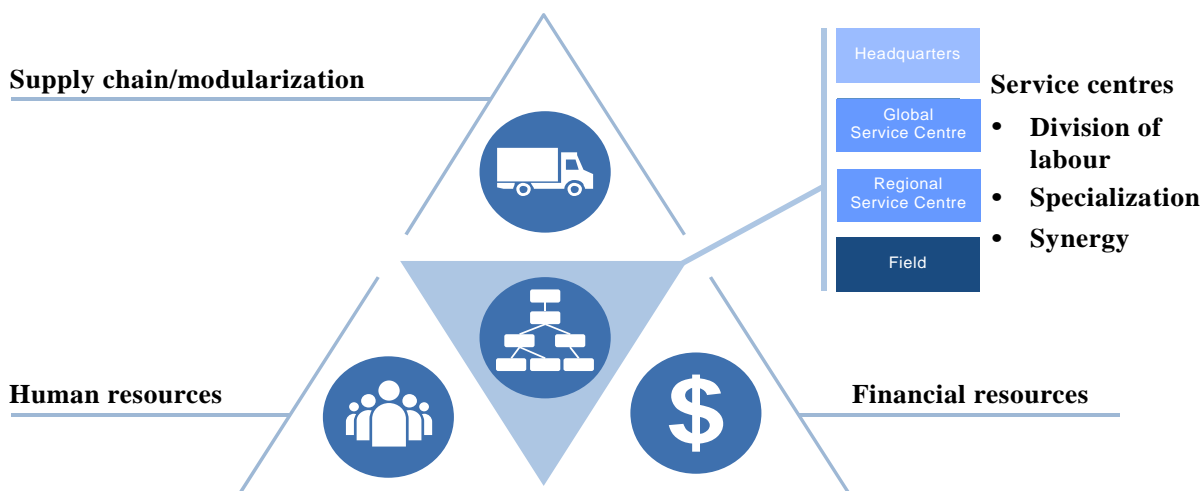 Supply chain/modularization
Headquarters
Global
Service Centre
Regional
Service Centre
Field
Service centres
• Division of
labour
• Specialization
• Synergy
Human resources
$
Financial resources